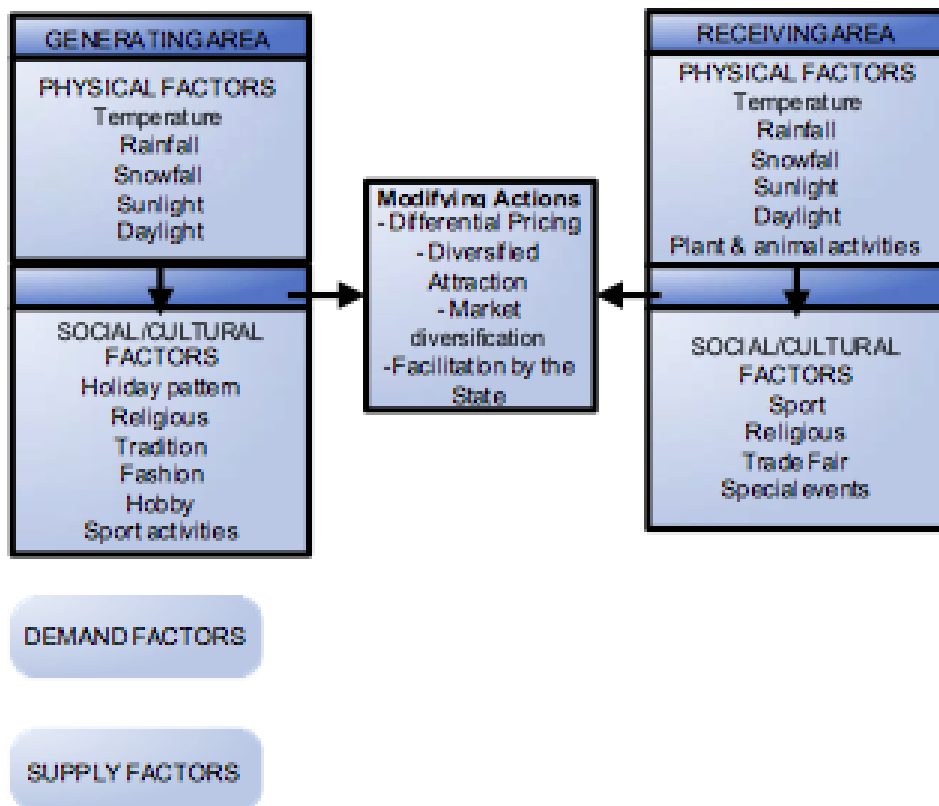 GENERATING AREA
PHYSICAL FACTORS
Temperature
Rainfall
Snowfall
Sunlight
Daylight
SOCIAL/CULTURAL
FACTORS
Holiday pattern
Religious
Tradition
Fashion
Hobby
Sport activities
Modifying Actions
- Differential Pricing
- Diversified
Attraction
- Market
diversification
-Facilitation by the
State
RECEIVING AREA
PHYSICAL FACTORS
Temperature
Rainfall
Snowfall
Sunlight
Daylight
Plant & animal activities
SOCIAL/CULTURAL
FACTORS
Sport
Religious
Trade Fair
Special events
DEMAND FACTORS
SUPPLY FACTORS